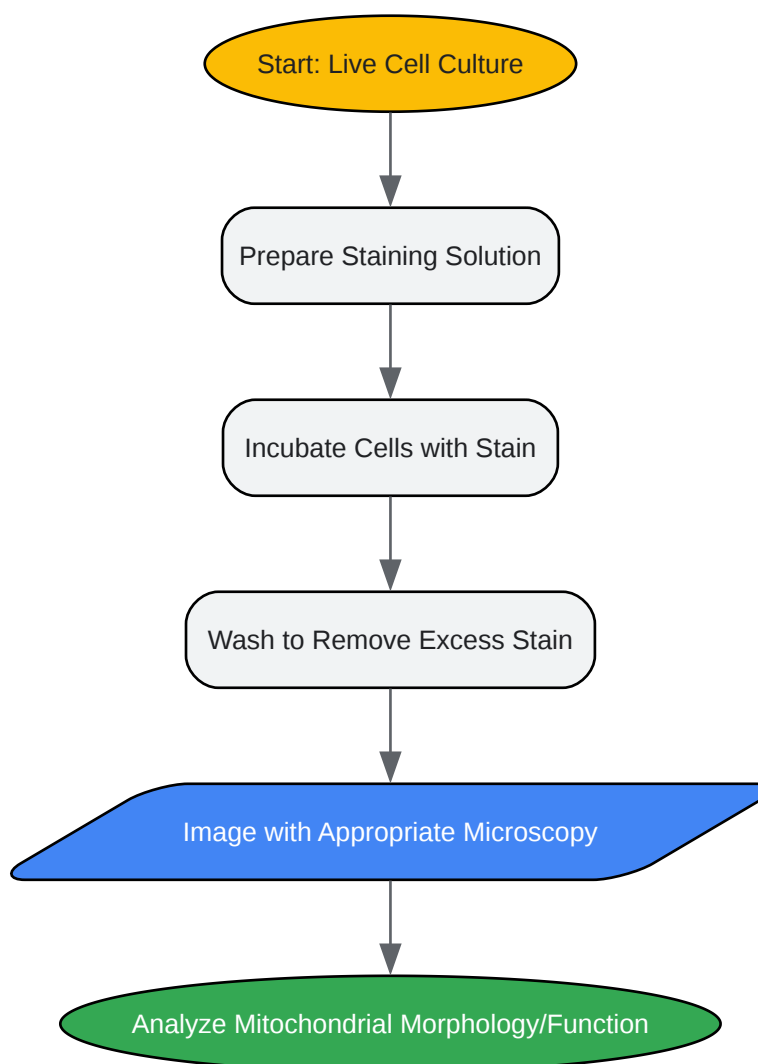 Start: Live Cell Culture
Prepare Staining Solution
Incubate Cells with Stain
Wash to Remove Excess Stain
Image with Appropriate Microscopy
Analyze Mitochondrial Morphology/Function